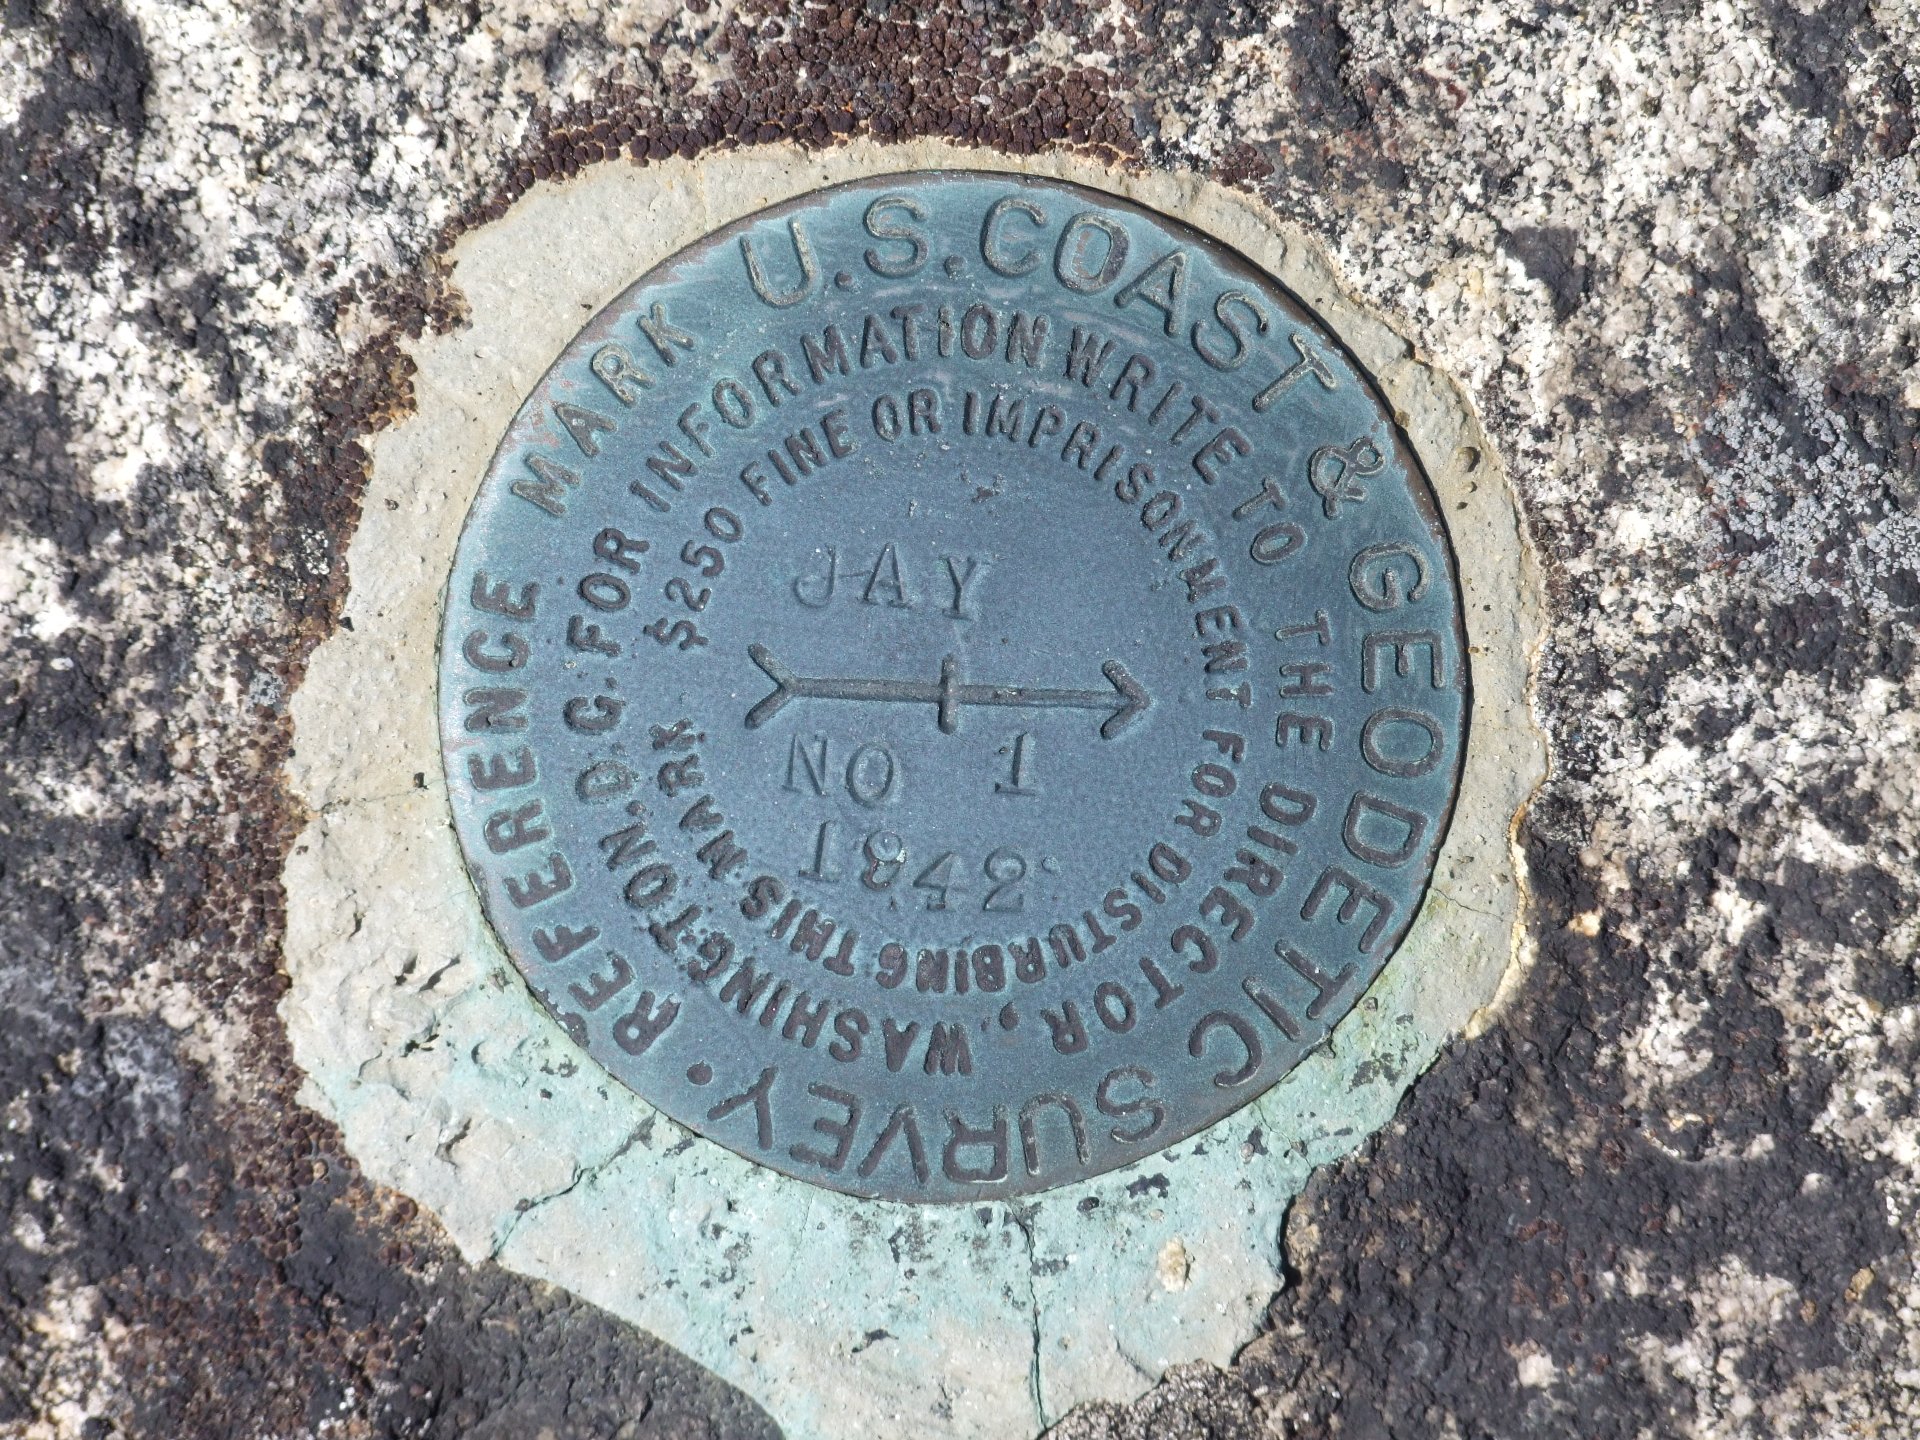 U.S. COAST & GEODETIC SURVEY. REFERENCE MARK
FOR INFORMATION WRITE TO THE DIRECTOR, WASHINGTON. D. G.
$250 FINE OR IMPRISONMENT FOR DISTURBING THIS MARK
JAY
NO 1
1942